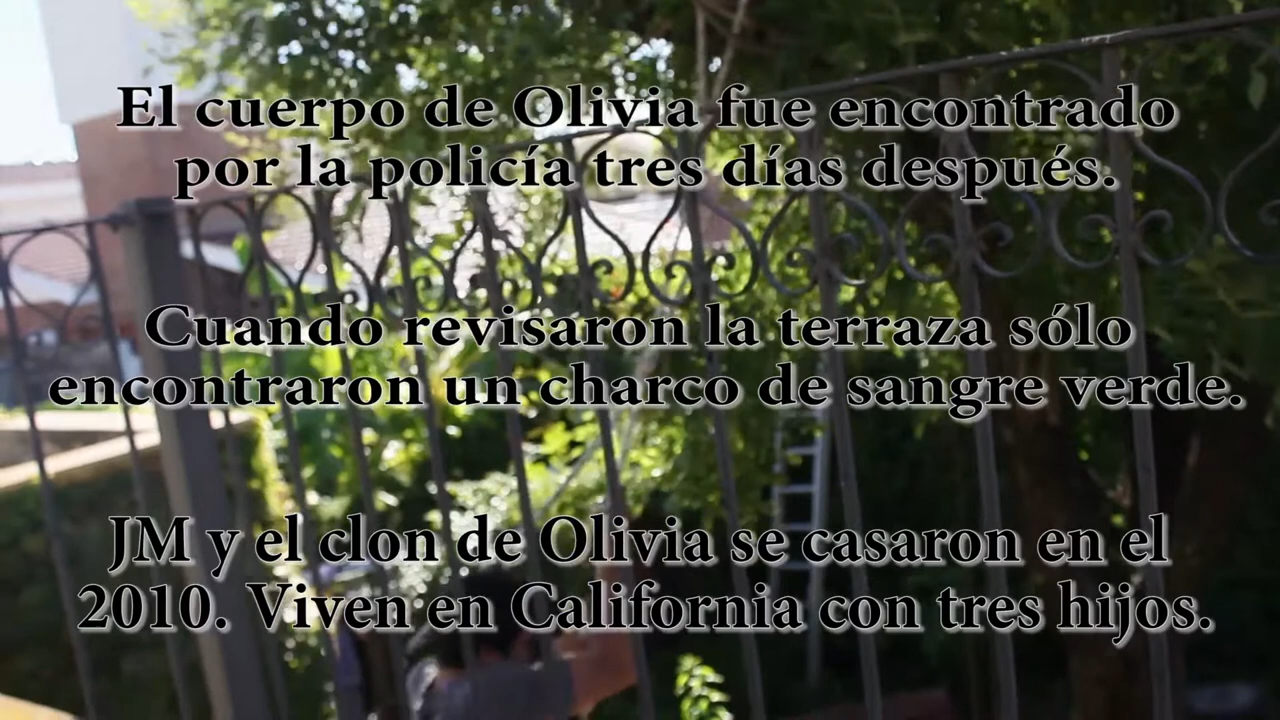 El cuerpo de Olivia fue encontrado
por la policía tres días después.
Cuando revisaron la terraza sólo
encontraron un charco de sangre verde.
JM y el clon de Olivia se casaron en el
2010. Viven en California con tres hijos.